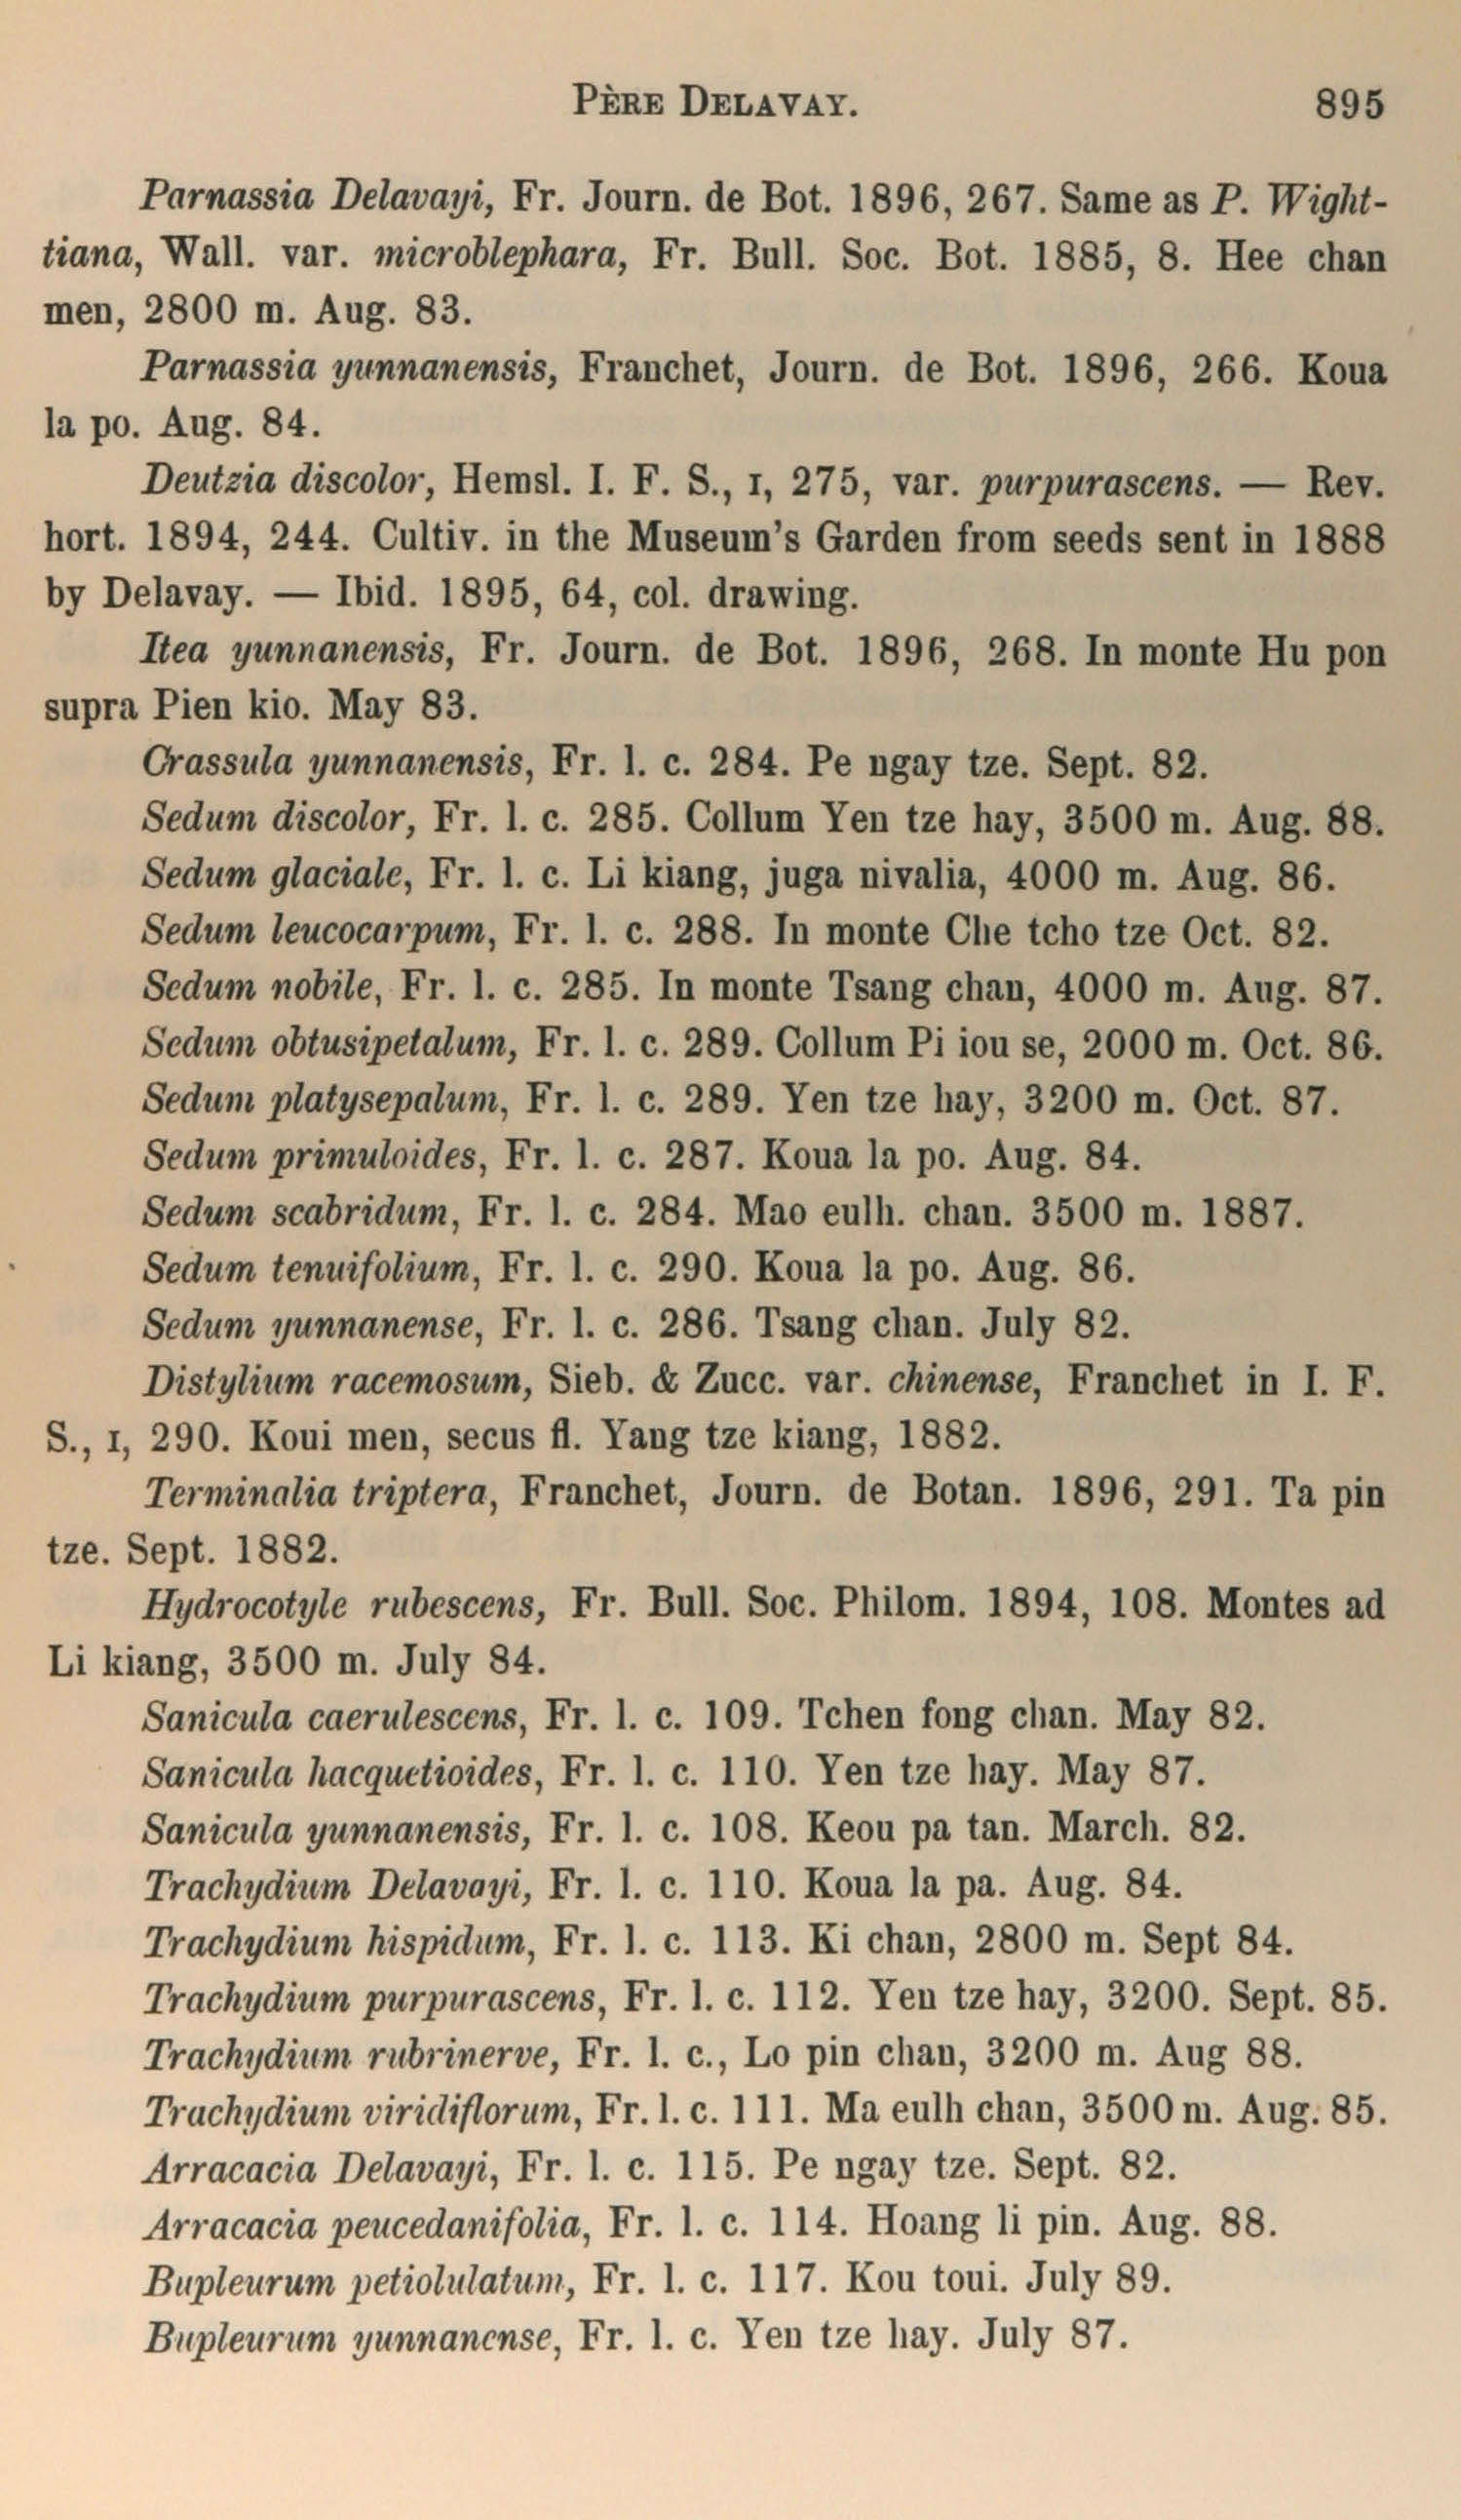 PÈRE DELAVAY. 895
Parnassia Delavayi, Fr. Journ. de Bot. 1896, 267. Same as P. Wight-
tiana, Wall. var. microblephara, Fr. Bull. Soc. Bot. 1885, 8. Hee chan
men, 2800 m. Aug. 83.
Parnassia yunnanensis, Franchet, Journ. de Bot. 1896, 266. Koua
la po. Aug. 84.
Deutzia discolor, Hemsl. I. F. S., I, 275, var. purpurascens. — Rev.
hort. 1894, 244. Cultiv. in the Museum's Garden from seeds sent in 1888
by Delavay. — Ibid. 1895, 64, col. drawing.
Itea yunnanensis, Fr. Journ. de Bot. 1896, 268. In monte Hu pon
supra Pien kio. May 83.
Crassula yunnanensis, Fr. l. c. 284. Pe ngay tze. Sept. 82.
Sedum discolor, Fr. l. c. 285. Collum Yen tze hay, 3500 m. Aug. 88.
Sedum glaciale, Fr. l. c. Li kiang, juga nivalia, 4000 m. Aug. 86.
Sedum leucocarpum, Fr. l. c. 288. In monte Che tcho tze Oct. 82.
Sedum nobile, Fr. l. c. 285. In monte Tsang chan, 4000 m. Aug. 87.
Sedum obtusipetalum, Fr. l. c. 289. Collum Pi iou se, 2000 m. Oct. 86.
Sedum platysepalum, Fr. l. c. 289. Yen tze hay, 3200 m. Oct. 87.
Sedum primuloides, Fr. l. c. 287. Koua la po. Aug. 84.
Sedum scabridum, Fr. l. c. 284. Mao eulh. chan. 3500 m. 1887.
Sedum tenuifolium, Fr. l. c. 290. Koua la po. Aug. 86.
Sedum yunnanense, Fr. l. c. 286. Tsang chan. July 82.
Distylium racemosum, Sieb. & Zucc. var. chinense, Franchet in I. F.
S., I, 290. Koui men, secus fl. Yang tze kiang, 1882.
Terminalia triptera, Franchet, Journ. de Botan. 1896, 291. Ta pin
tze. Sept. 1882.
Hydrocotyle rubescens, Fr. Bull. Soc. Philom. 1894, 108. Montes ad
Li kiang, 3500 m. July 84.
Sanicula caerulescens, Fr. l. c. 109. Tchen fong chan. May 82.
Sanicula hacquetioides, Fr. l. c. 110. Yen tze hay. May 87.
Sanicula yunnanensis, Fr. l. c. 108. Keou pa tan. March. 82.
Trachydium Delavayi, Fr. l. c. 110. Koua la pa. Aug. 84.
Trachydium hispidum, Fr. l. c. 113. Ki chan, 2800 m. Sept 84.
Trachydium purpurascens, Fr. l. c. 112. Yen tze hay, 3200. Sept. 85.
Trachydium rubrinerve, Fr. l. c., Lo pin chan, 3200 m. Aug 88.
Trachydium viridiflorum, Fr. l. c. 111. Ma eulh chan, 3500 m. Aug. 85.
Arracacia Delavayi, Fr. l. c. 115. Pe ngay tze. Sept. 82.
Arracacia peucedanifolia, Fr. l. c. 114. Hoang li pin. Aug. 88.
Bupleurum petiolulatum, Fr. l. c. 117. Kou toui. July 89.
Bupleurum yunnanense, Fr. l. c. Yen tze hay. July 87.